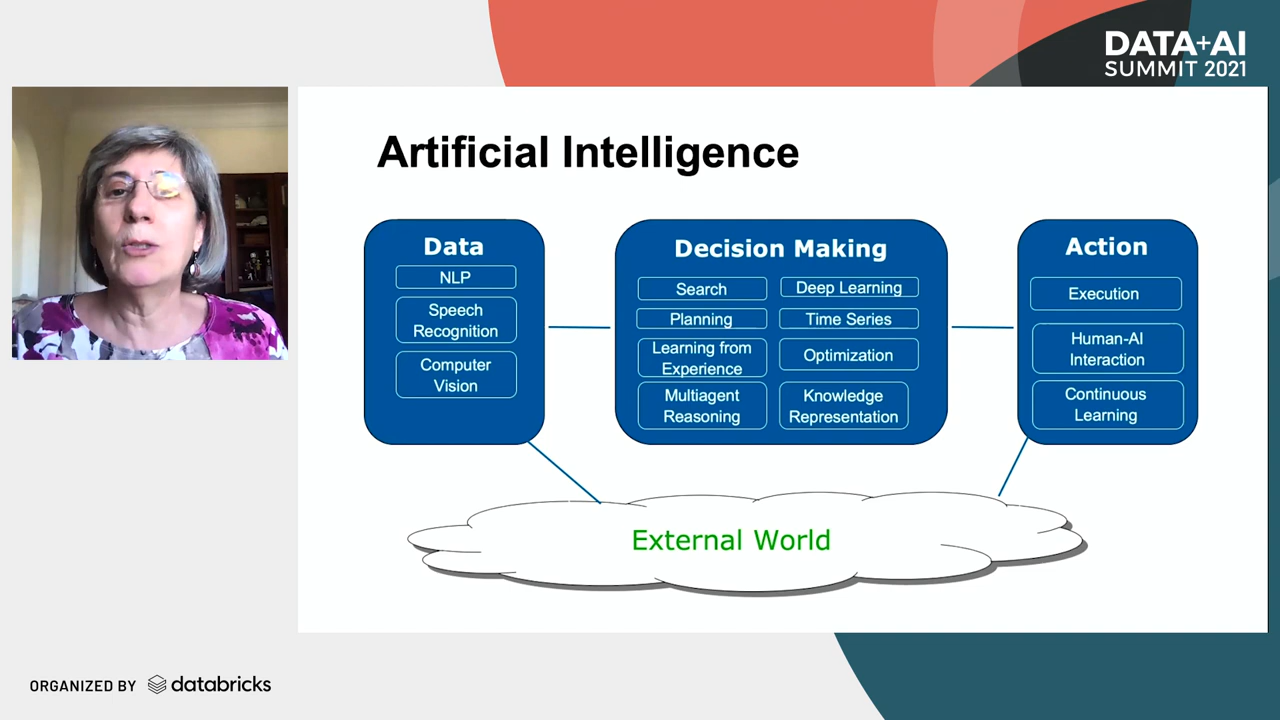 DATA+AI
SUMMIT 2021
Artificial Intelligence
Data
NLP
Speech
Recognition
Computer
Vision
Decision Making
Search
Deep Learning
Planning
Time Series
Learning from
Experience
Optimization
Multiagent
Reasoning
Knowledge
Representation
Action
Execution
Human-AI
Interaction
Continuous
Learning
External World
ORGANIZED BY databricks